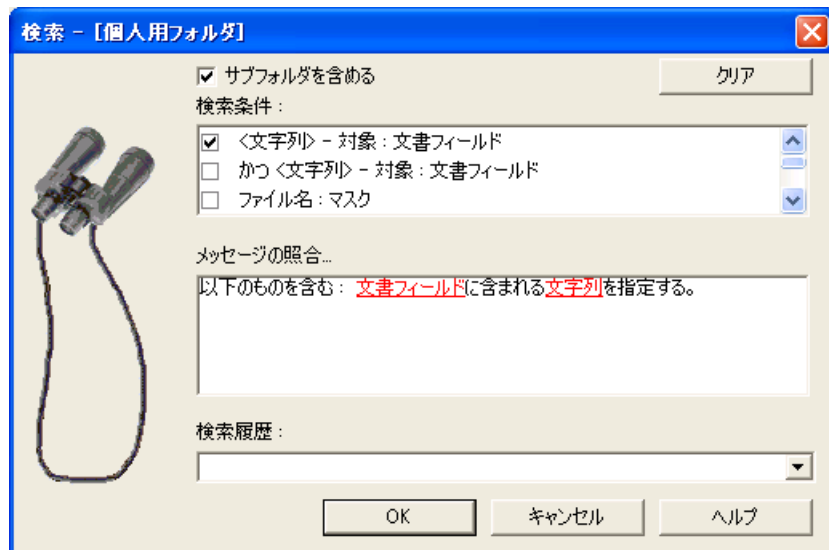 検索 - [個人用フォルダ]
サブフォルダを含める
クリア
検索条件:
<文字列> - 対象:文書フィールド
かつ <文字列> - 対象:文書フィールド
ファイル名:マスク
メッセージの照合...
以下のものを含む: 文書フィールドに含まれる文字列を指定する。
検索履歴:
OK
キャンセル
ヘルプ